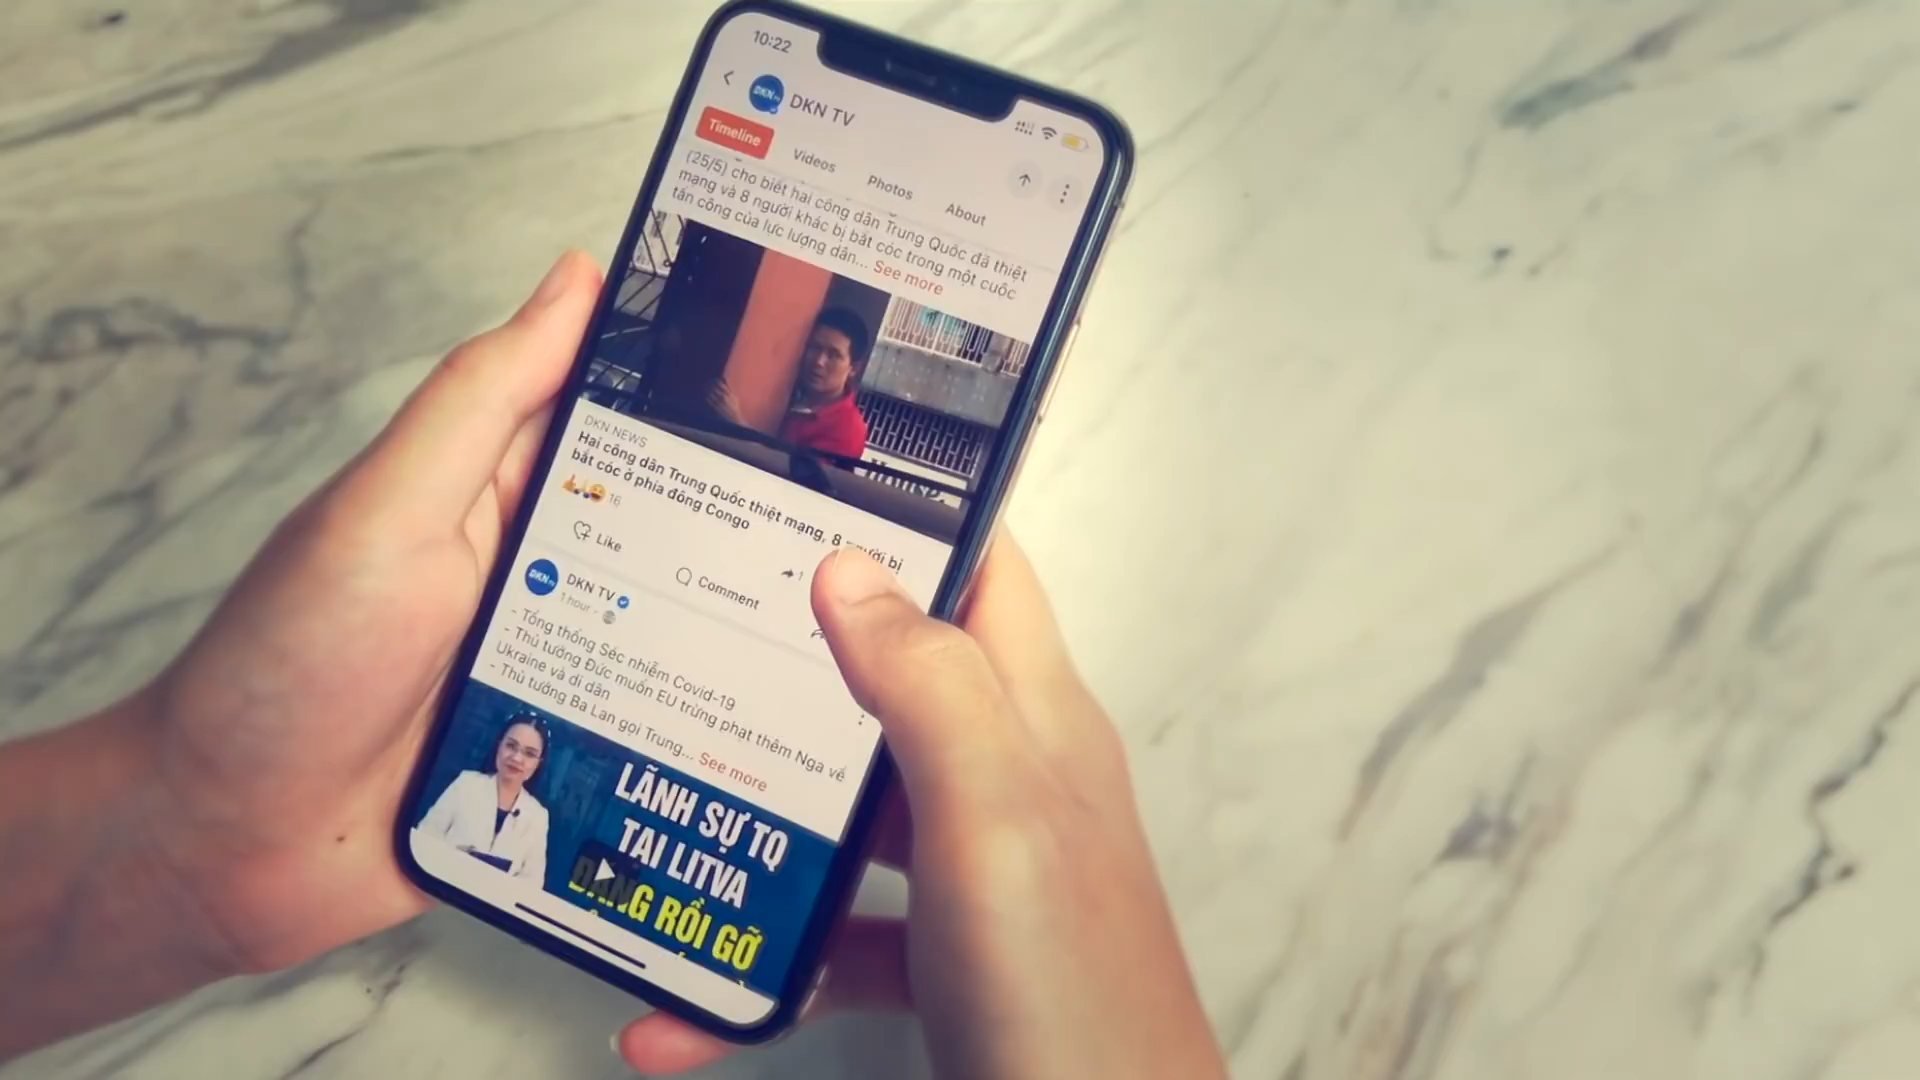 10:22
DKN TV
DKN TV
Timeline
Videos
Photos
About
(25/5) cho biết hai công dân Trung Quốc đã thiệt
mạng và 8 người khác bị bắt cóc trong một cuộc
tấn công của lực lượng dân... See more
DKN.NEWS
Hai công dân Trung Quốc thiệt mạng, 8 bị
bắt cóc ở phía đông Congo
16
1
Like
Comment
DKN TV
DKN TV
1 hour
- Tổng thống Séc nhiễm Covid-19
- Thủ tướng Đức muốn EU trừng phạt thêm Nga về
Ukraine và di dân
- Thủ tướng Ba Lan gọi Trung... See more
LÃNH SỰ TQ
TẠI LITVA
RỒI GỠ